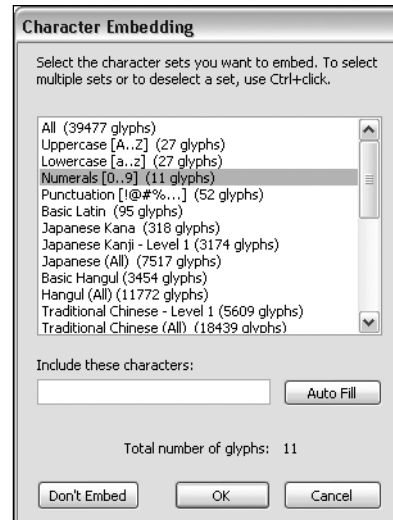 Character Embedding
Select the character sets you want to embed. To select
multiple sets or to deselect a set, use Ctrl+click.
All (39477 glyphs)
Uppercase [A..Z] (27 glyphs)
Lowercase [a..z] (27 glyphs)
Numerals [0..9] (11 glyphs)
Punctuation [!@#%...] (52 glyphs)
Basic Latin (95 glyphs)
Japanese Kana (318 glyphs)
Japanese Kanji - Level 1 (3174 glyphs)
Japanese (All) (7517 glyphs)
Basic Hangul (3454 glyphs)
Hangul (All) (11772 glyphs)
Traditional Chinese - Level 1 (5609 glyphs)
Traditional Chinese (All) (18439 glyphs)
Include these characters:
Auto Fill
Total number of glyphs: 11
Don't Embed OK Cancel